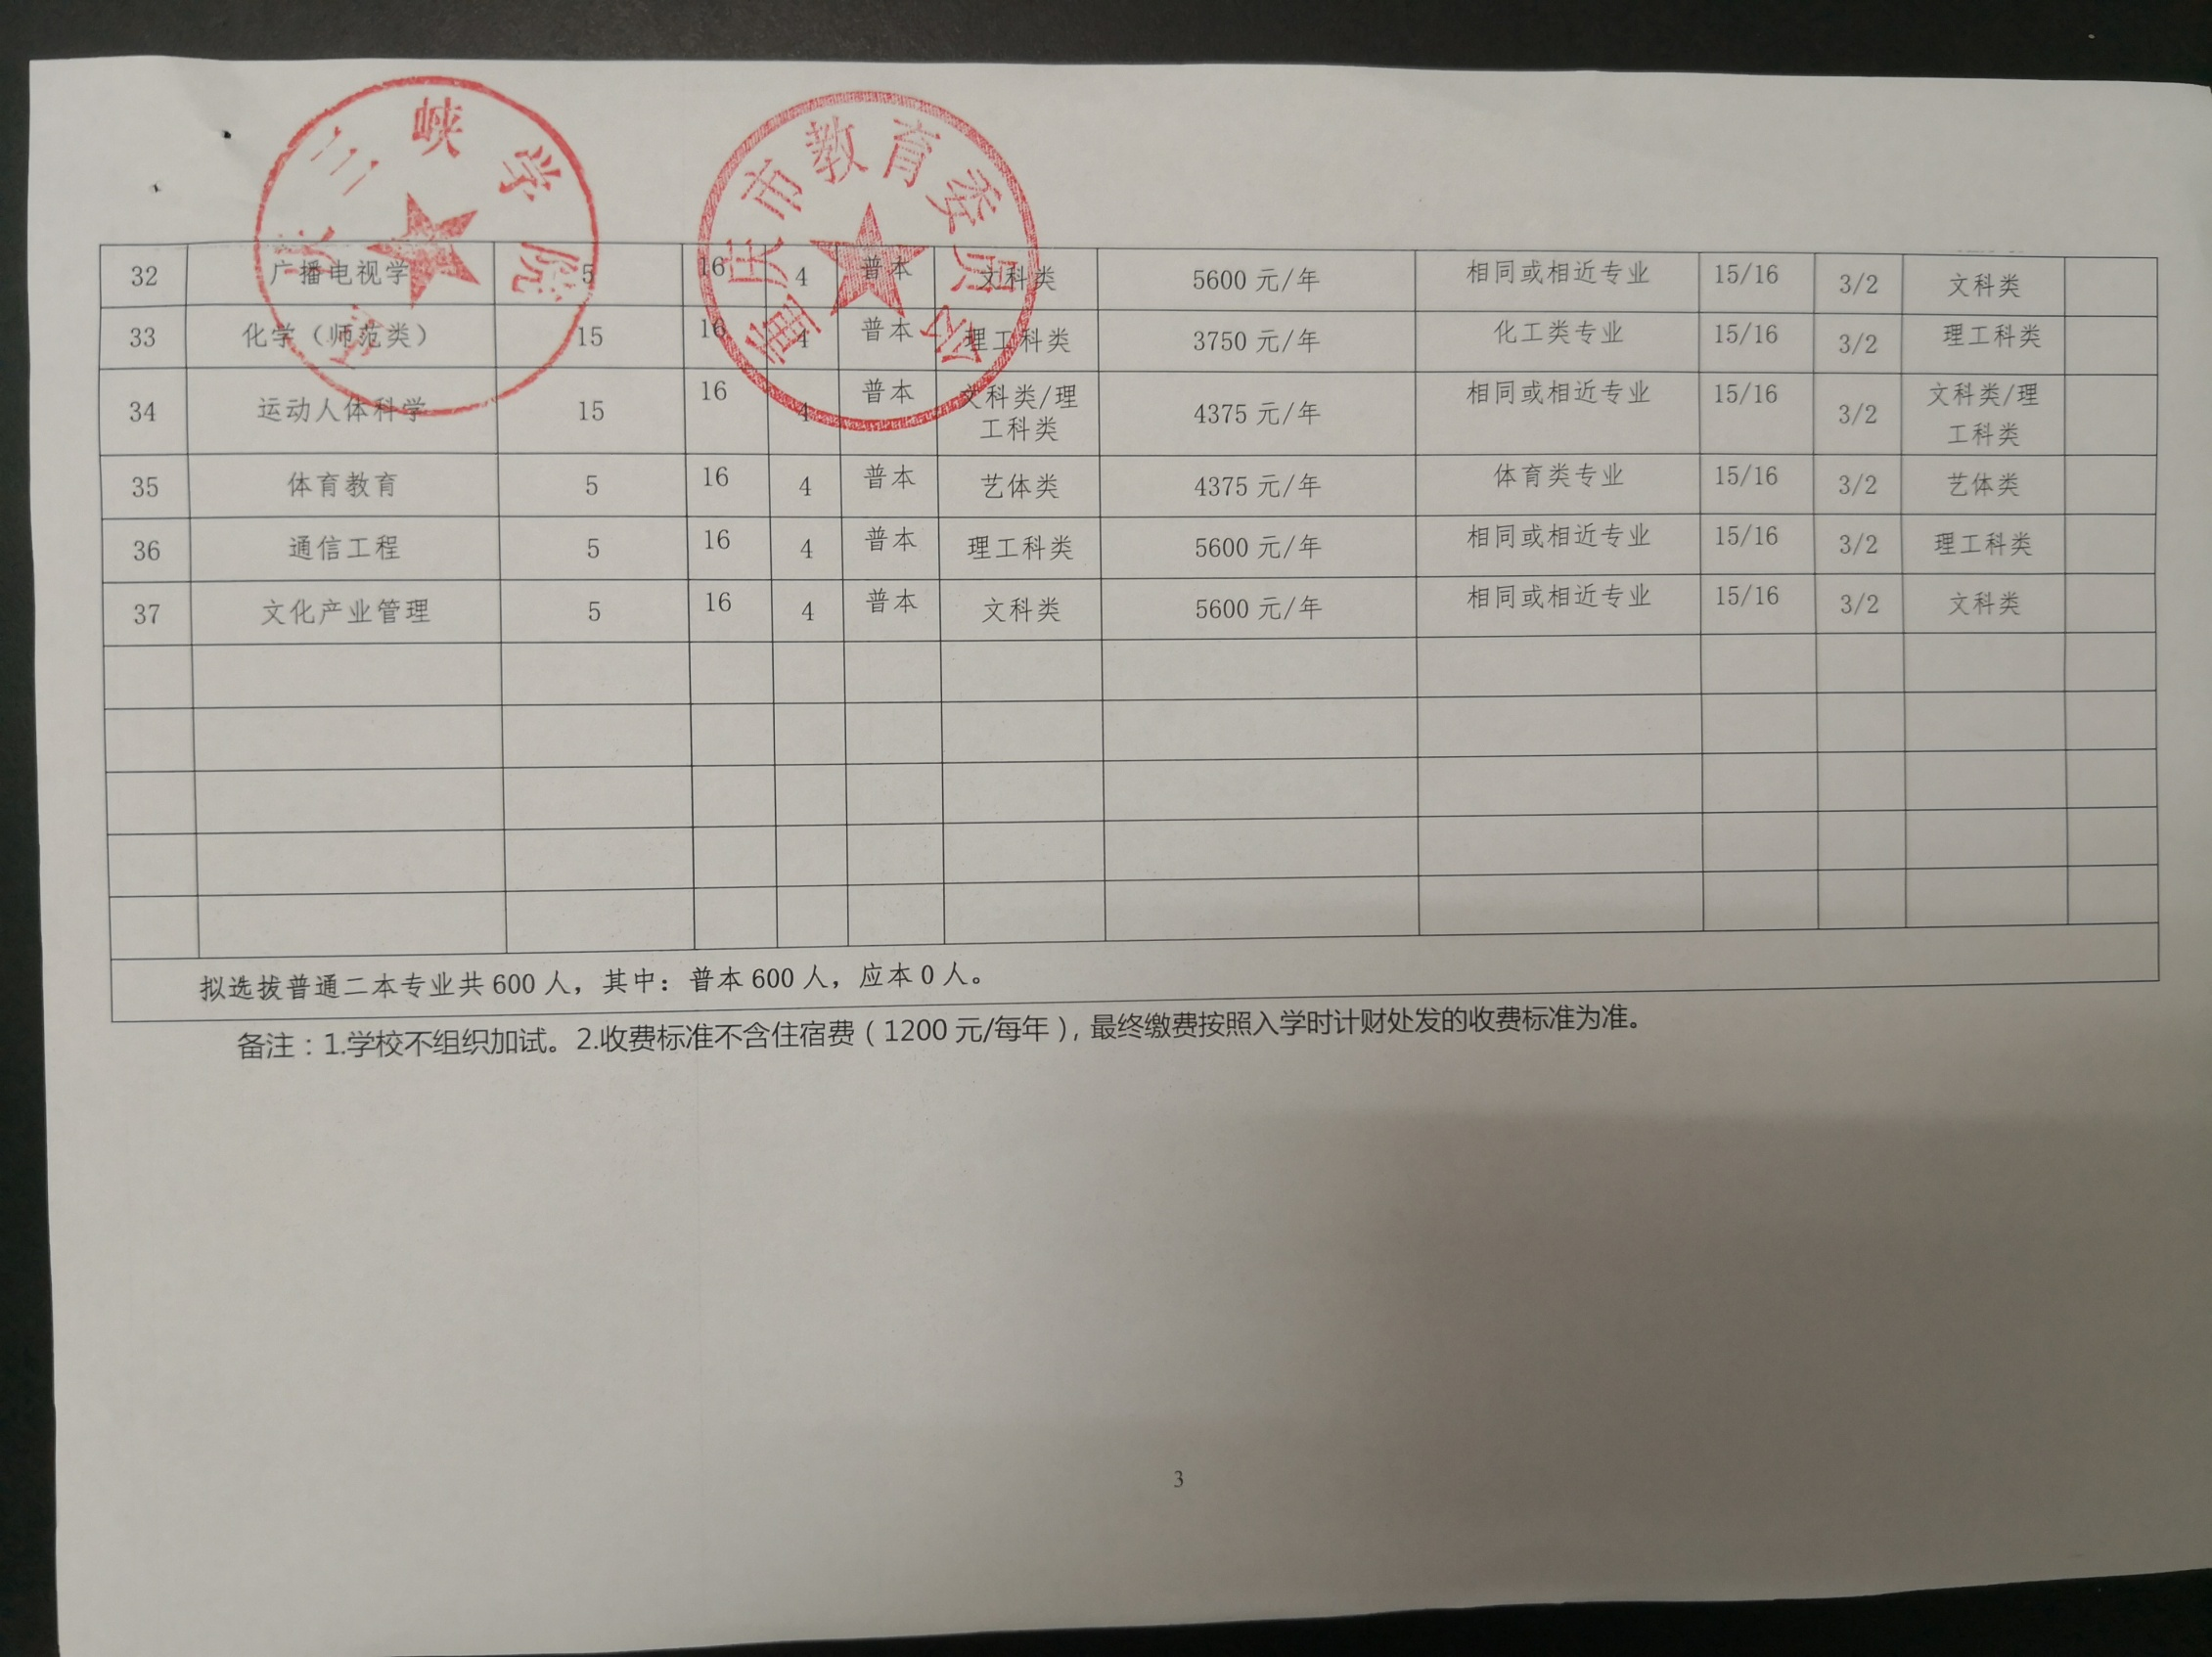 三峡学院
重庆市教育委员会
32 广播电视学 5 16 4 普本 文科类 5600 元/年 相同或相近专业 15/16 3/2 文科类
33 化学（师范类） 15 16 4 普本 理工科类 3750 元/年 化工类专业 15/16 3/2 理工科类
34 运动人体科学 15 16 4 普本 文科类/理 4375 元/年 相同或相近专业 15/16 3/2 文科类/理
工科类 工科类
35 体育教育 5 16 4 普本 艺体类 4375 元/年 体育类专业 15/16 3/2 艺体类
36 通信工程 5 16 4 普本 理工科类 5600 元/年 相同或相近专业 15/16 3/2 理工科类
37 文化产业管理 5 16 4 普本 文科类 5600 元/年 相同或相近专业 15/16 3/2 文科类
拟选拔普通二本专业共 600 人，其中：普本 600 人，应本 0 人。
备注：1.学校不组织加试。2.收费标准不含住宿费（1200 元/每年），最终缴费按照入学时计财处发的收费标准为准。
3